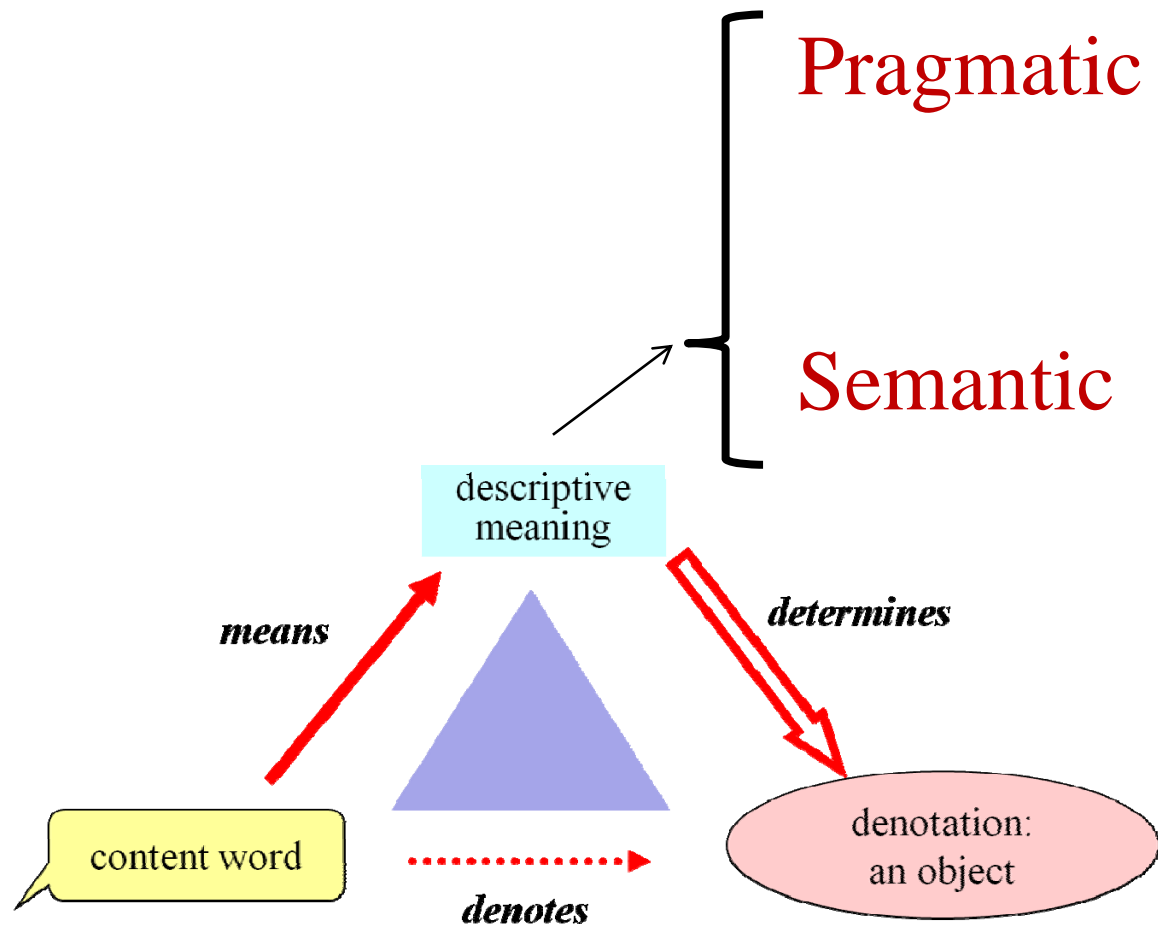 Pragmatic
Semantic
descriptive
meaning
means
determines
content word
denotes
denotation:
an object